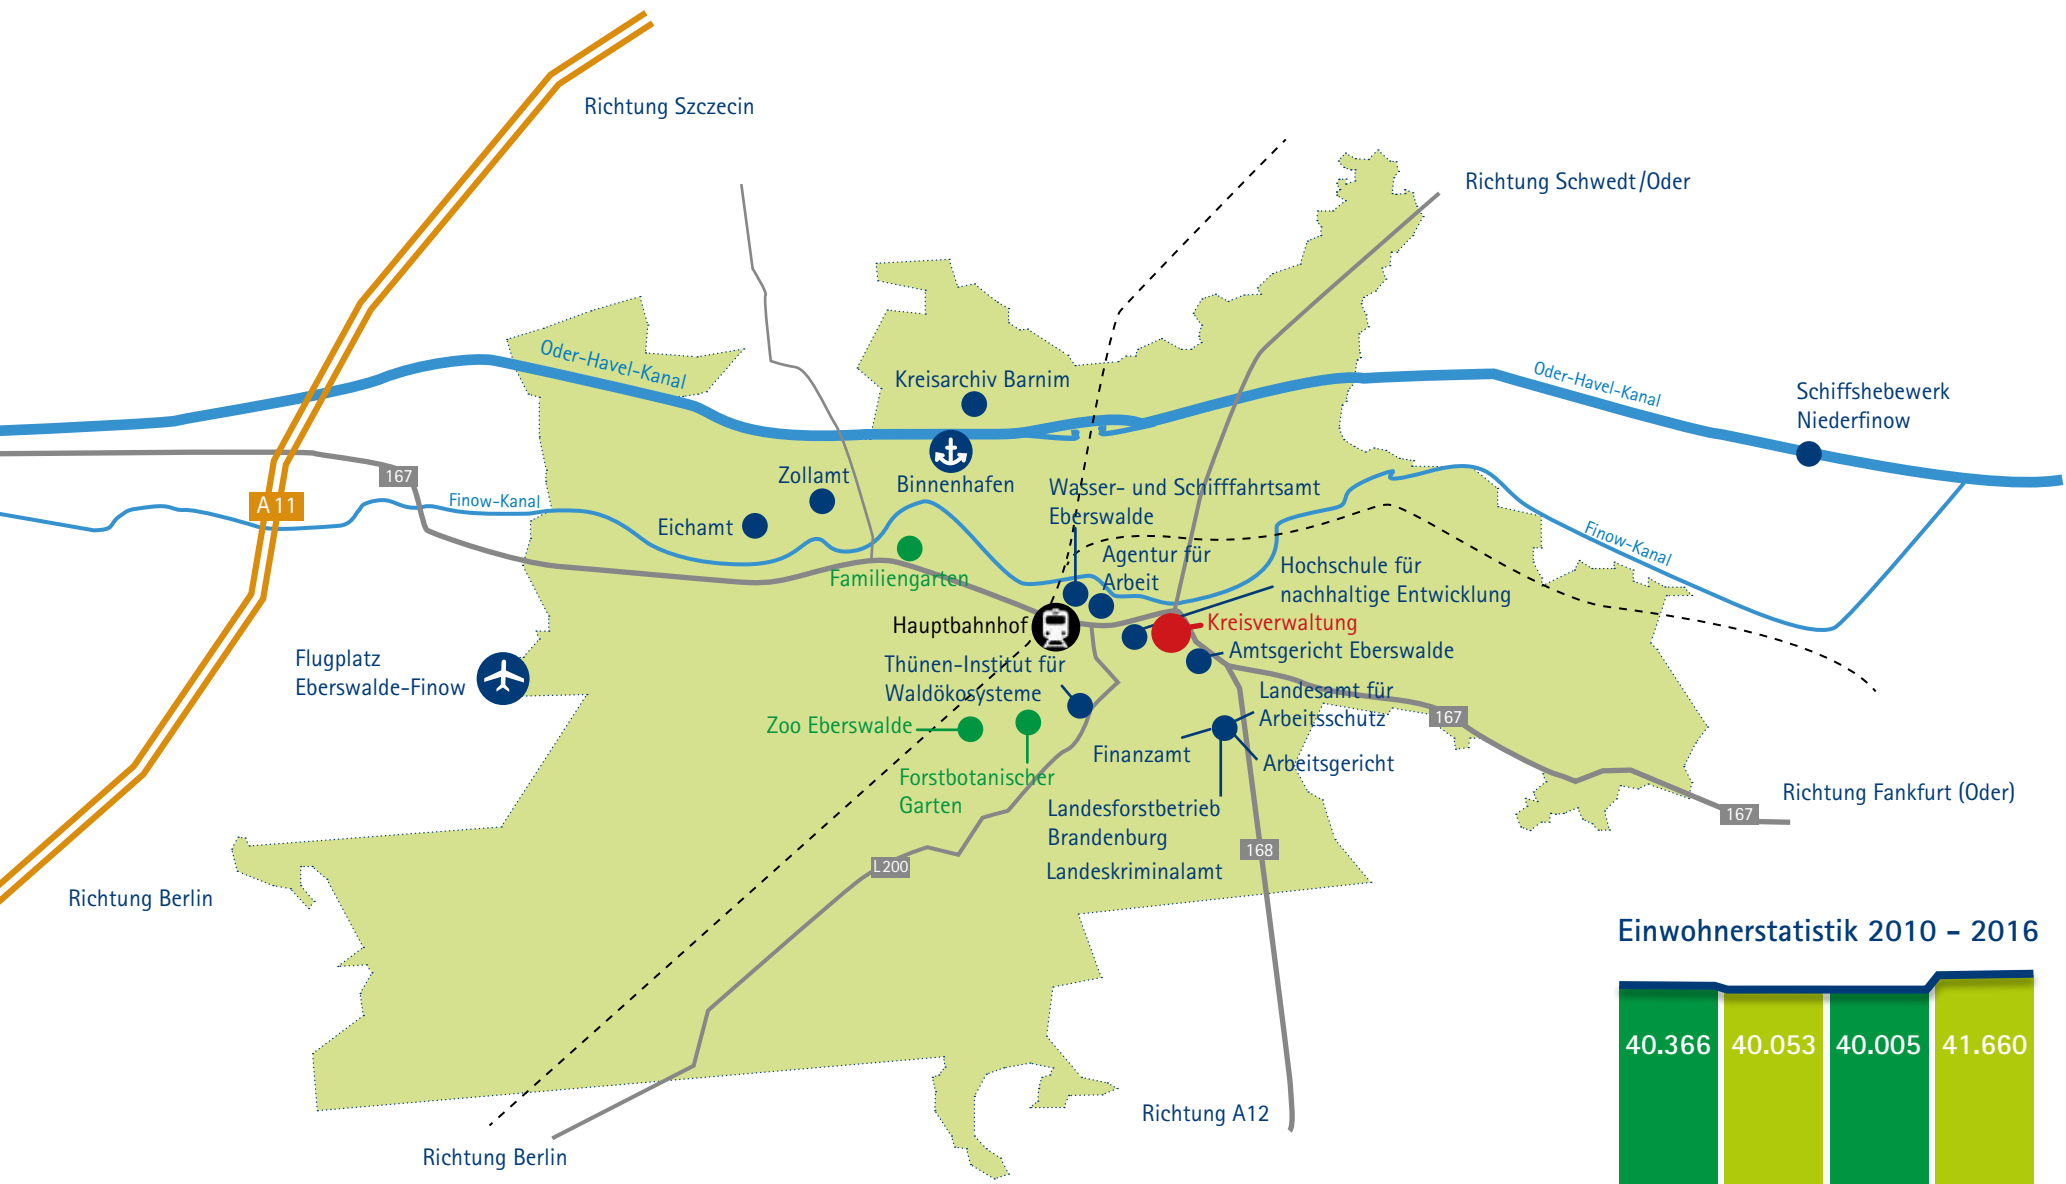 Richtung Szczecin
Richtung Schwedt/Oder
Oder-Havel-Kanal
Kreisarchiv Barnim
Oder-Havel-Kanal
Schiffshebewerk
Niederfinow
167
A 11
Finow-Kanal
Zollamt
Eichamt
Binnenhafen
Wasser- und Schifffahrtsamt
Eberswalde
Agentur für
Arbeit
Finow-Kanal
Familiengarten
Hochschule für
nachhaltige Entwicklung
Hauptbahnhof
Kreisverwaltung
Amtsgericht Eberswalde
Flugplatz
Eberswalde-Finow
Thünen-Institut für
Waldökosysteme
Landesamt für
Arbeitsschutz
167
Zoo Eberswalde
Finanzamt
Arbeitsgericht
Forstbotanischer
Garten
Landesforstbetrieb
Brandenburg
Landeskriminalamt
Richtung Fankfurt (Oder)
167
168
L200
Richtung Berlin
Richtung A12
Richtung Berlin
Einwohnerstatistik 2010 – 2016
40.366 40.053 40.005 41.660